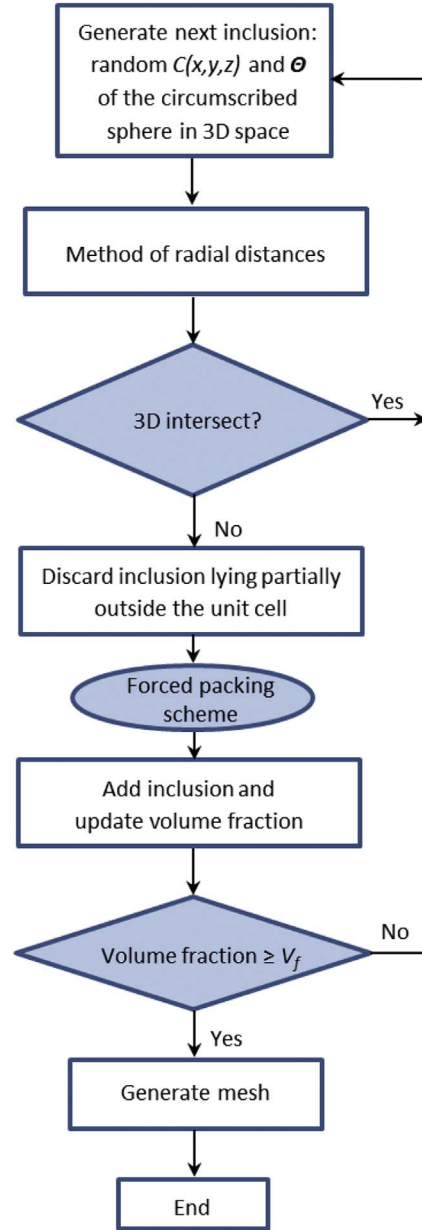 Generate next inclusion:
random C(x,y,z) and Θ
of the circumscribed
sphere in 3D space
Method of radial distances
3D intersect?
Yes
No
Discard inclusion lying partially
outside the unit cell
Forced packing
scheme
Add inclusion and
update volume fraction
Volume fraction ≥ Vf
No
Yes
Generate mesh
End